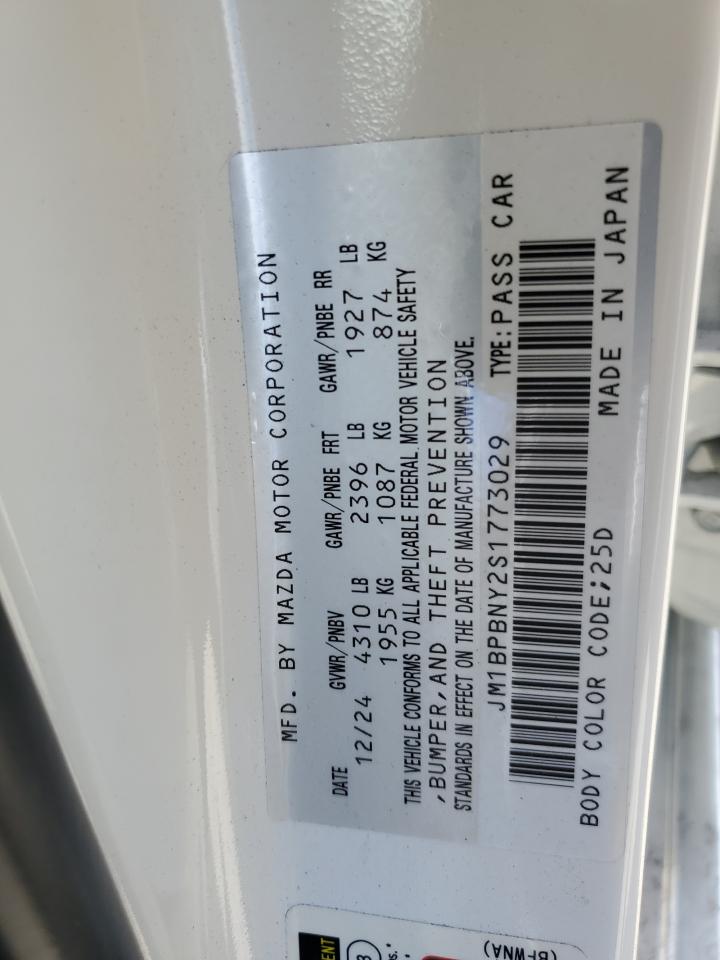 MFD. BY MAZDA MOTOR CORPORATION
DATE GVWR/PNBV GAWR/PNBE FRT GAWR/PNBE RR
12/24 4310 LB 2396 LB 1927 LB
1955 KG 1087 KG 874 KG
THIS VEHICLE CONFORMS TO ALL APPLICABLE FEDERAL MOTOR VEHICLE SAFETY
,BUMPER,AND THEFT PREVENTION
STANDARDS IN EFFECT ON THE DATE OF MANUFACTURE SHOWN ABOVE.
JM1BPBNY2S1773029 TYPE:PASS CAR
BODY COLOR CODE;25D MADE IN JAPAN